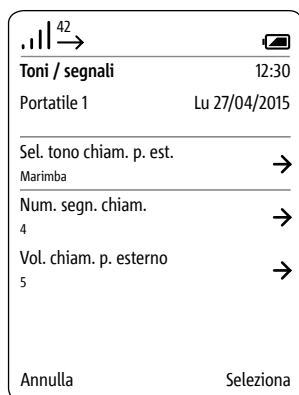 42
Toni / segnali 12:30
Portatile 1 Lu 27/04/2015
Sel. tono chiam. p. est.
Marimba
Num. segn. chiam.
4
Vol. chiam. p. esterno
5
Annulla Seleziona